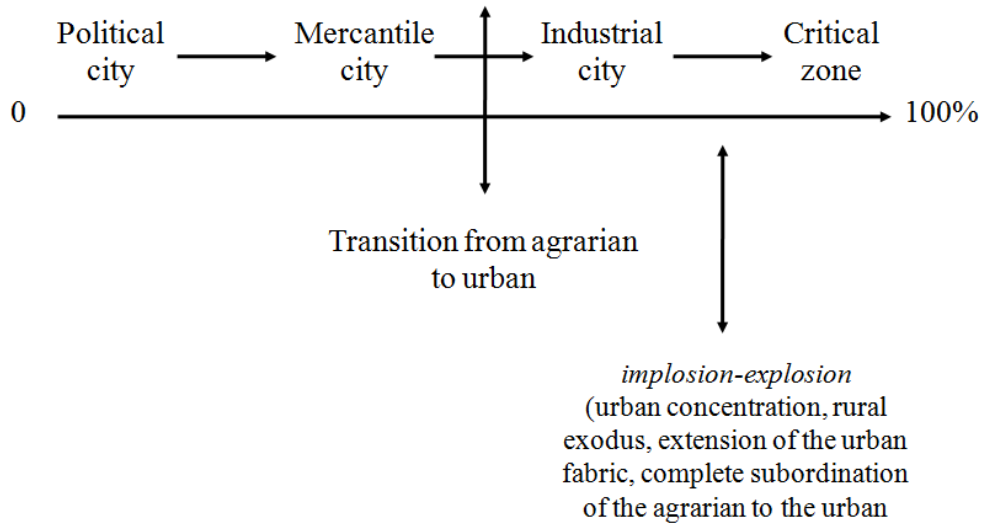 Political
city
Mercantile
city
Industrial
city
Critical
zone
0
100%
Transition from agrarian
to urban
implosion-explosion
(urban concentration, rural
exodus, extension of the urban
fabric, complete subordination
of the agrarian to the urban